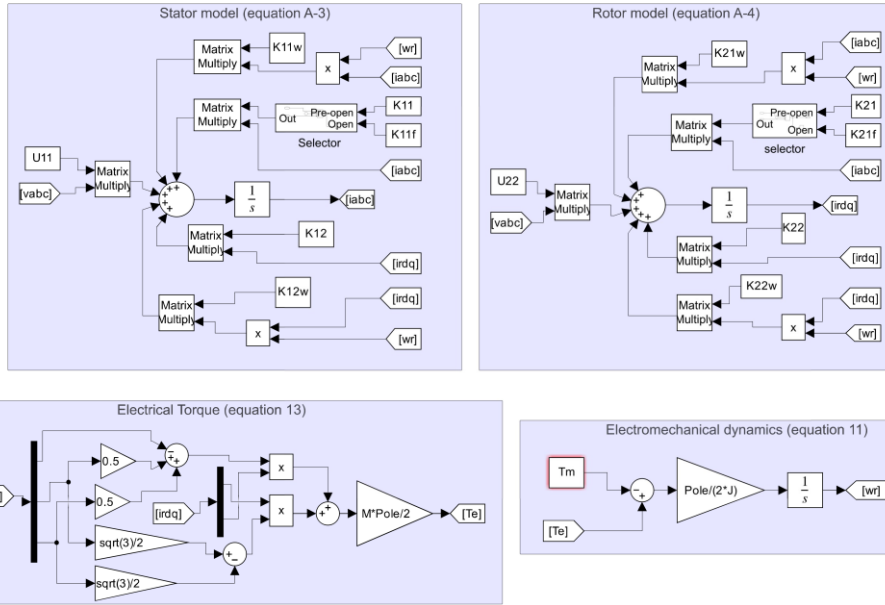 Stator model (equation A-3)
K11w
[wr]
Matrix
Multiply
x
[iabc]
Matrix
Multiply
Pre-open
Out
Open
Selector
K11
K11f
[iabc]
U11
Matrix
Multiply
[vabc]
+
+
+
+
+
1
s
[iabc]
K12
Matrix
Multiply
[irdq]
K12w
[irdq]
Matrix
Multiply
x
[wr]
Rotor model (equation A-4)
[iabc]
K21w
Matrix
Multiply
x
[wr]
K21
Matrix
Multiply
Pre-open
Out
Open
selector
K21f
[iabc]
U22
Matrix
Multiply
[vabc]
+
+
+
+
+
1
s
[irdq]
K22
Matrix
Multiply
[irdq]
K22w
[irdq]
Matrix
Multiply
x
[wr]
Electrical Torque (equation 13)
0.5
−
+
+
x
0.5
[irdq]
x
+
+
M*Pole/2
[Te]
sqrt(3)/2
+
−
sqrt(3)/2
Electromechanical dynamics (equation 11)
Tm
−
+
Pole/(2*J)
1
s
[wr]
[Te]